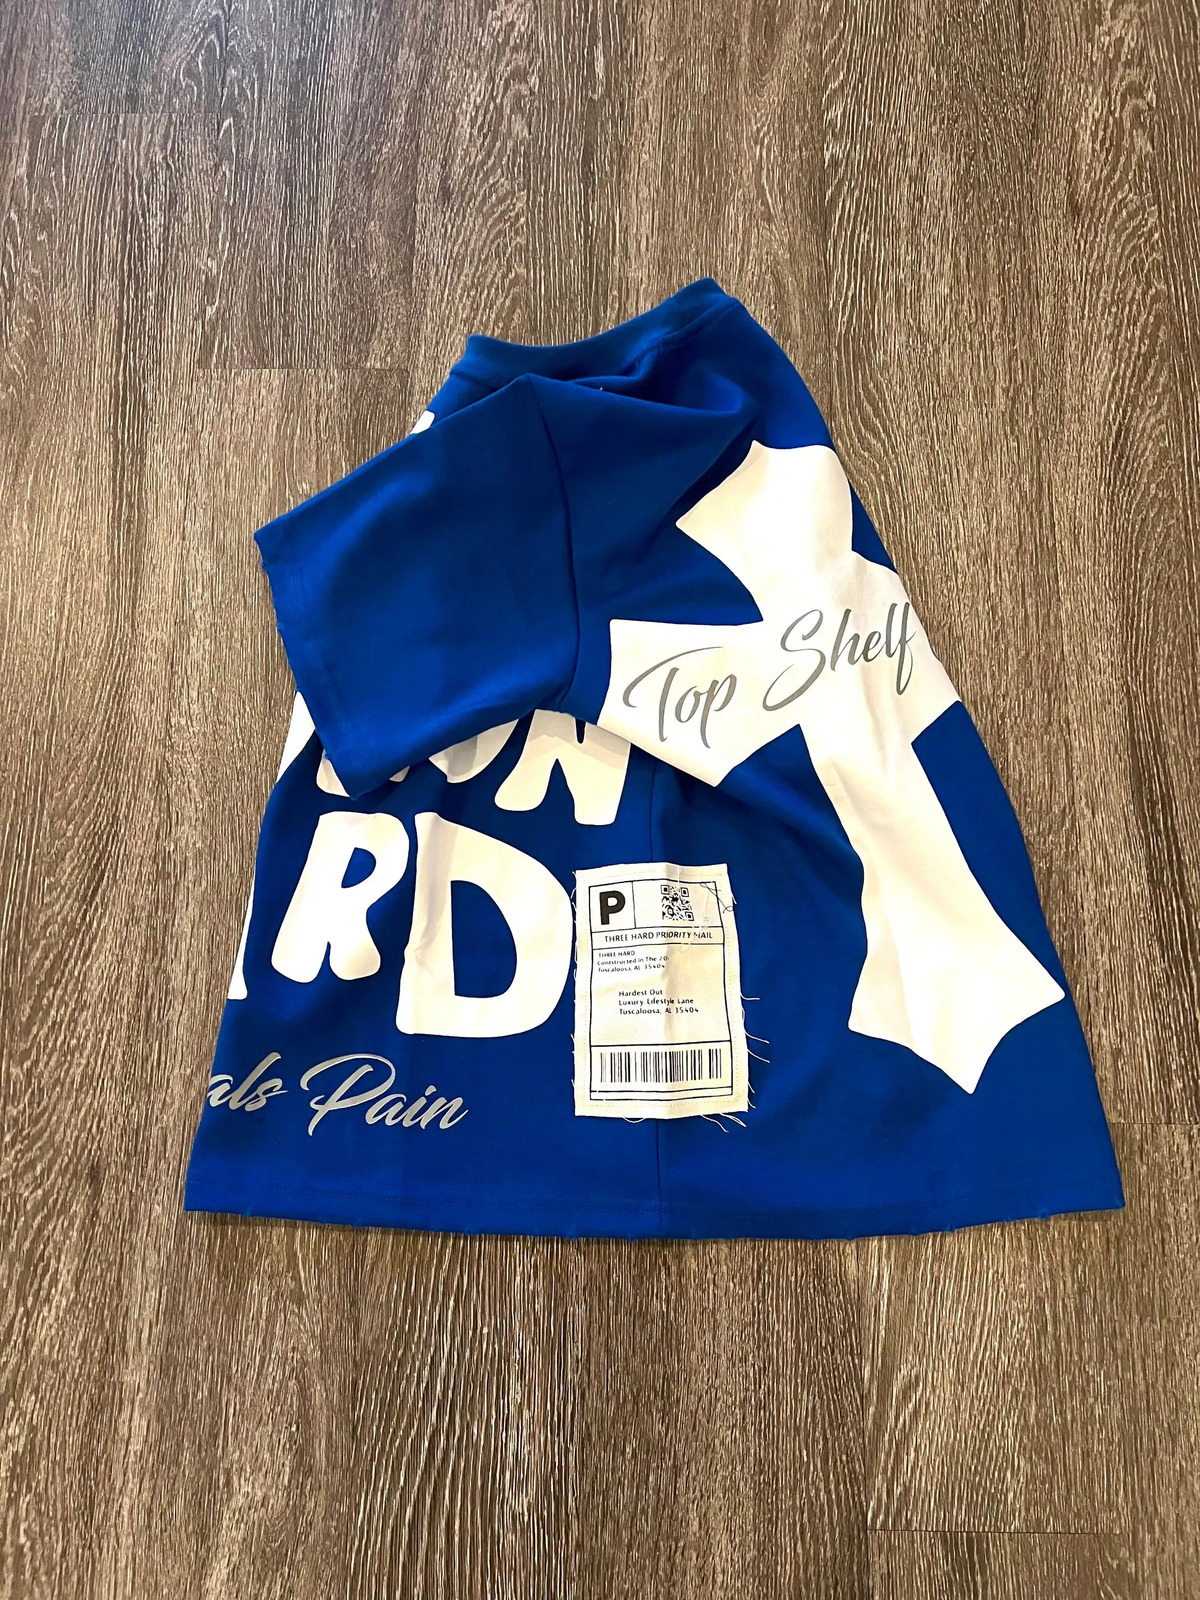 Top Shelf
RD
als Pain
P
THREE HARD PRIORITY MAIL
THREE HARD
Constructed in The 20
Tuscaloosa, AL 35404
Hardest Out
Luxury Lifestyle Lane
Tuscaloosa, AL 35404